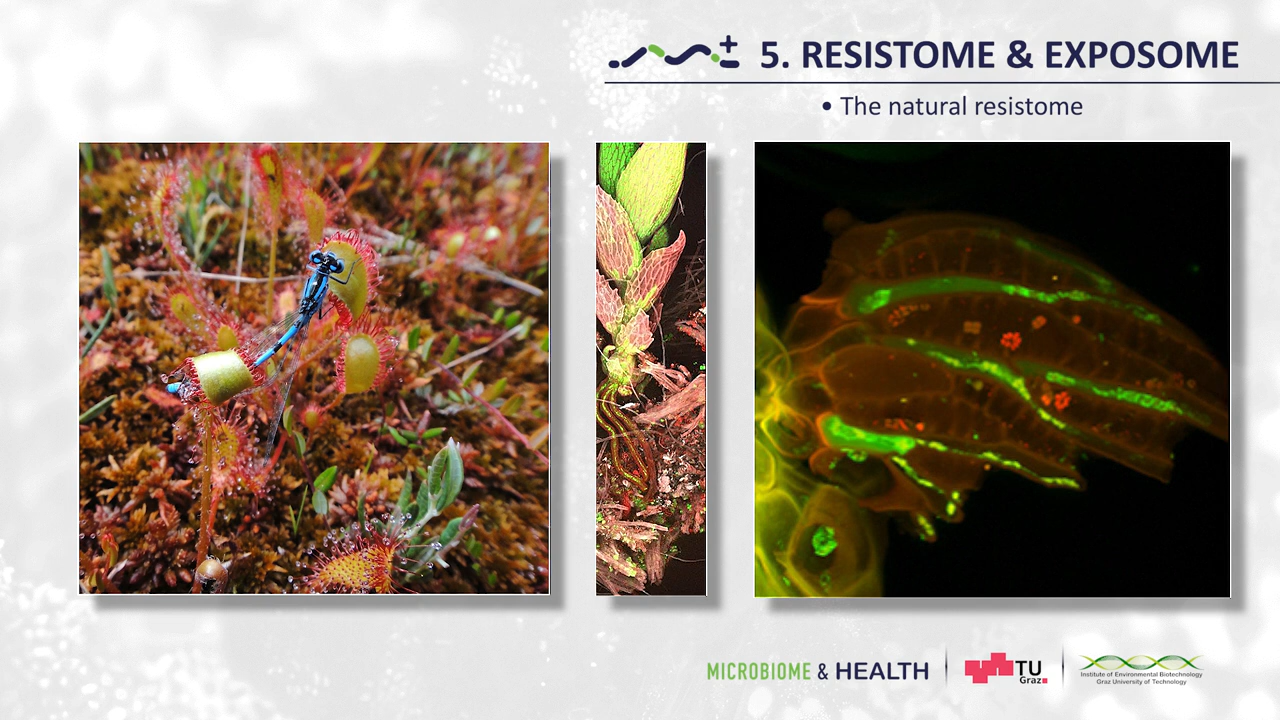 5. RESISTOME & EXPOSOME
• The natural resistome
MICROBIOME & HEALTH
TU
Graz
Institute of Environmental Biotechnology
Graz University of Technology